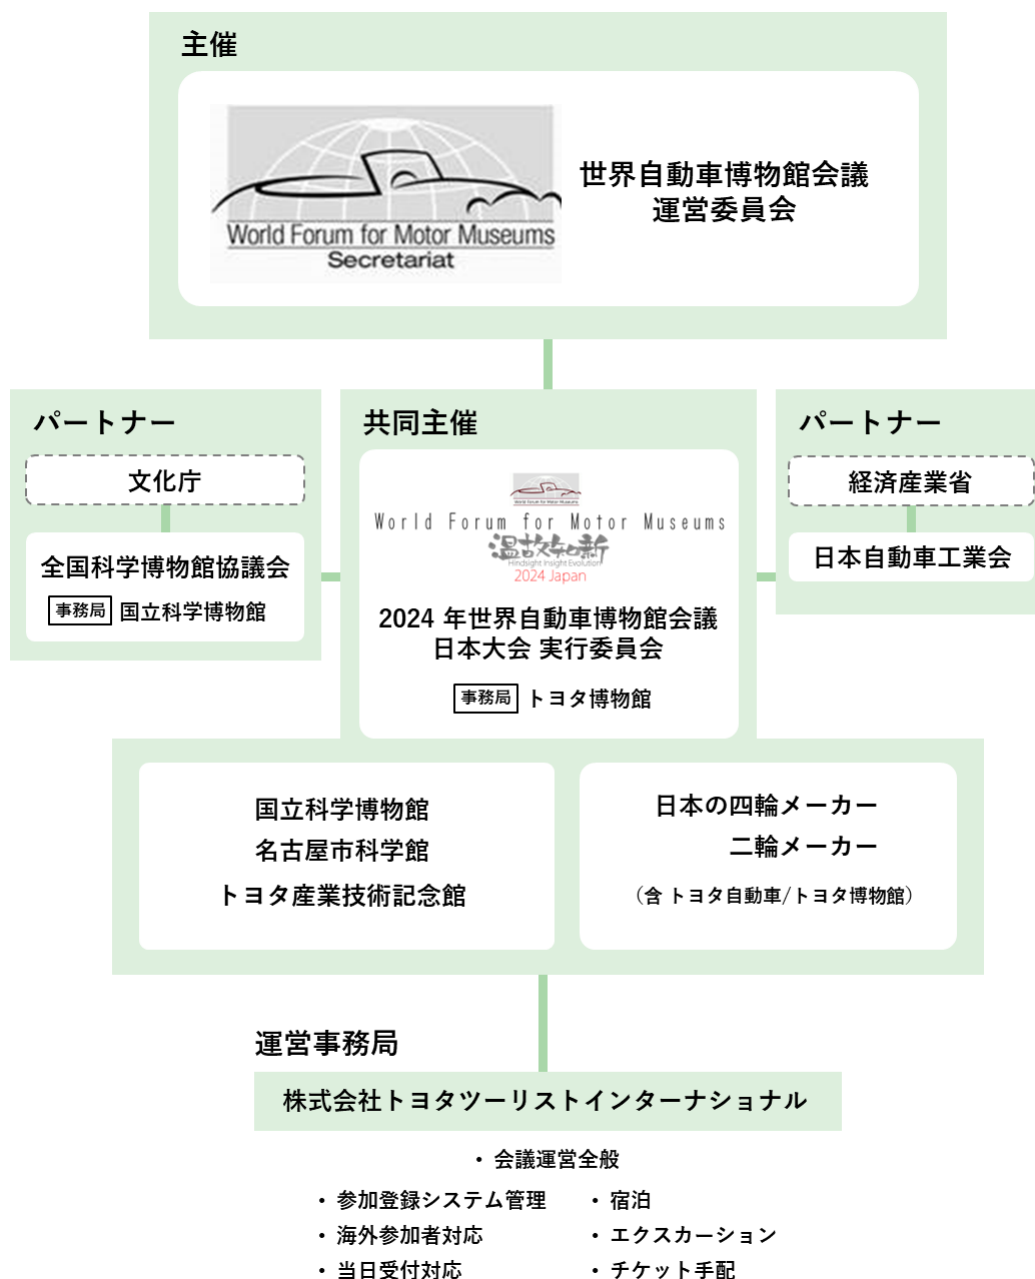 主催
World Forum for Motor Museums
Secretariat
世界自動車博物館会議
運営委員会
パートナー
文化庁
全国科学博物館協議会
事務局 国立科学博物館
共同主催
World Forum for Motor Museums
温故知新
Hindsight Insight Evolution
2024 Japan
2024 年世界自動車博物館会議
日本大会 実行委員会
事務局 トヨタ博物館
パートナー
経済産業省
日本自動車工業会
国立科学博物館
名古屋市科学館
トヨタ産業技術記念館
日本の四輪メーカー
二輪メーカー
（含 トヨタ自動車/トヨタ博物館）
運営事務局
株式会社トヨタツーリストインターナショナル
・ 会議運営全般
・ 参加登録システム管理
・ 海外参加者対応
・ 当日受付対応
・ 宿泊
・ エクスカーション
・ チケット手配